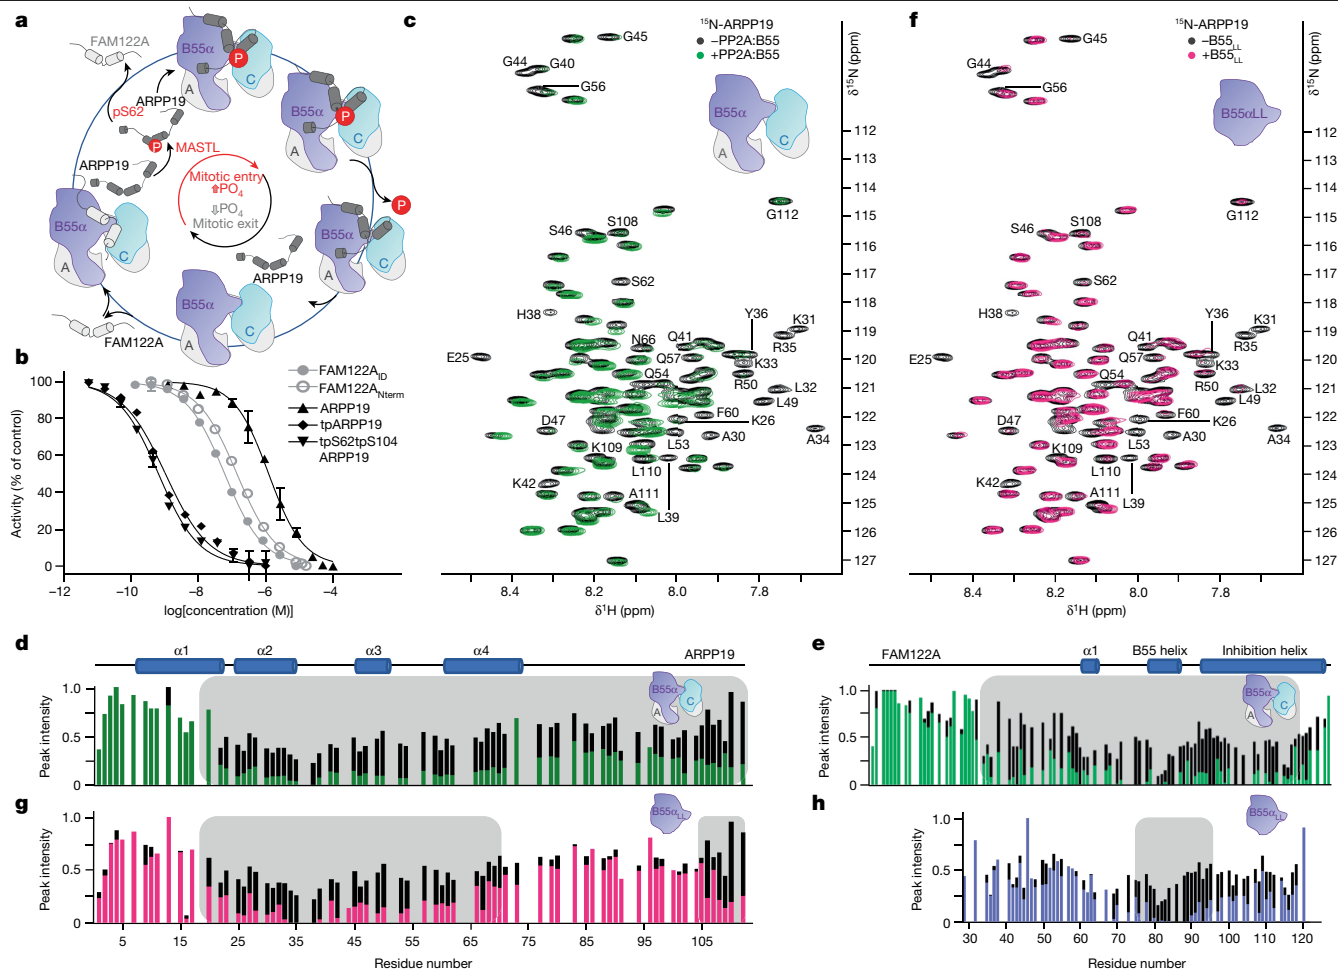 a
FAM122A
B55α
P
C
A
ARPP19
pS62
P
MASTL
ARPP19
B55α
P
C
A
Mitotic entry
⇧PO4
⇩PO4
Mitotic exit
P
B55α
C
A
ARPP19
B55α
C
A
B55α
C
A
FAM122A
b
100
80
60
40
20
0
Activity (% of control)
−12
−10
−8
−6
−4
log[concentration (M)]
FAM122AID
FAM122ANterm
ARPP19
tpARPP19
tpS62tpS104
ARPP19
c
15N-ARPP19
−PP2A:B55
+PP2A:B55
B55α
C
A
G45
G44
G40
G56
G112
S46
S108
S62
H38
Y36
K31
R35
E25
N66
Q41
Q57
K33
Q54
R50
L32
L49
D47
F60
K26
L53
A30
A34
K109
L110
K42
A111
L39
15N (ppm)
112
113
114
115
116
117
118
119
120
121
122
123
124
125
126
127
8.4
8.2
8.0
7.8
δ1H (ppm)
f
15N-ARPP19
−B55LL
+B55LL
B55αLL
G45
G44
G56
G112
S46
S108
S62
H38
Y36
K31
R35
E25
Q41
Q57
K33
Q54
R50
L32
L49
D47
F60
K26
L53
A30
A34
K109
L110
K42
A111
L39
15N (ppm)
112
113
114
115
116
117
118
119
120
121
122
123
124
125
126
127
8.4
8.2
8.0
7.8
δ1H (ppm)
d
α1
α2
α3
α4
ARPP19
B55α
C
A
1.0
0.5
0
Peak intensity
e
FAM122A
α1
B55 helix
Inhibition helix
B55α
C
A
1.0
0.5
0
Peak intensity
g
B55αLL
1.0
0.5
0
Peak intensity
5
15
25
35
45
55
65
75
85
95
105
Residue number
h
B55αLL
1.0
0.5
0
Peak intensity
30
40
50
60
70
80
90
100
110
120
Residue number